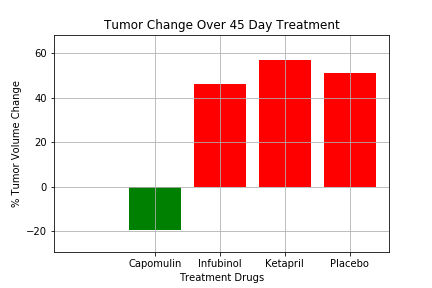 Tumor Change Over 45 Day Treatment
% Tumor Volume Change
60
40
20
0
−20
Capomulin Infubinol Ketapril Placebo
Treatment Drugs